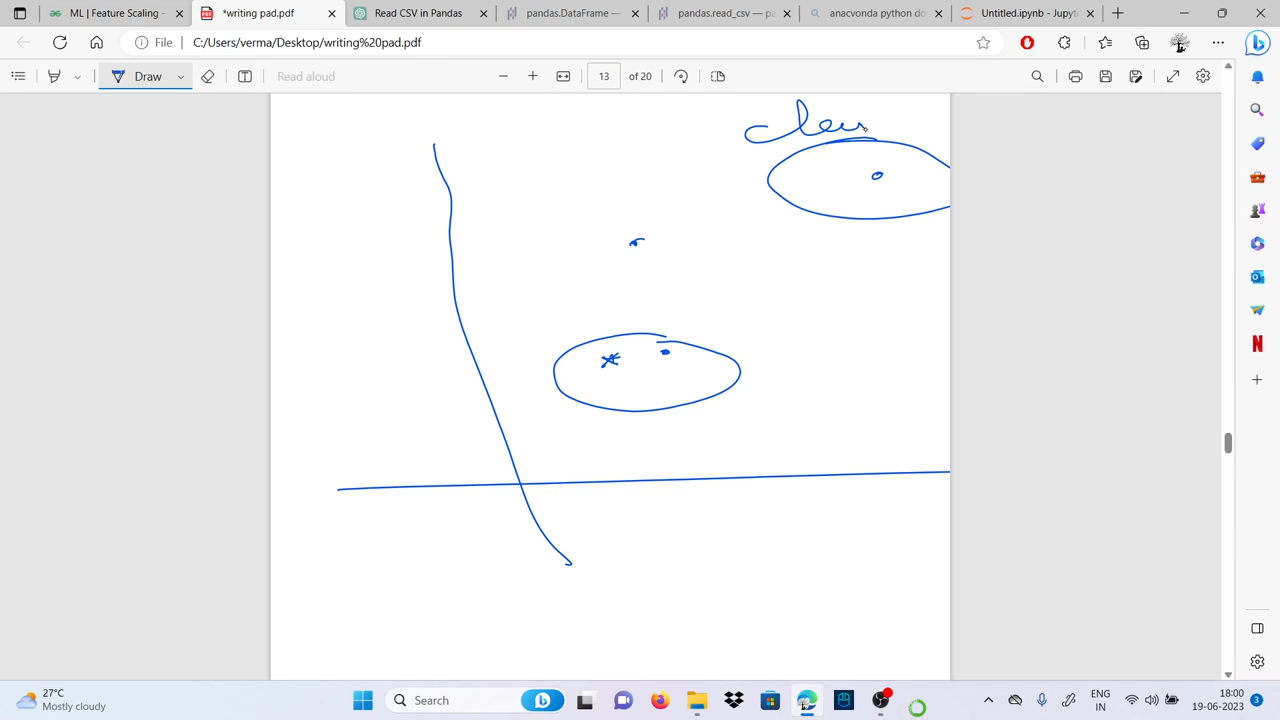 ML | Feature Scaling -
*writing pad.pdf
Read CSV in Pandas
pandas.DataFrame —
pandas.read_csv — pa
anacvonda python do
Untitled.ipynb - Jupyt
File
C:/Users/verma/Desktop/writing%20pad.pdf
Draw
Read aloud
13
of 20
27°C
Mostly cloudy
Search
ENG
IN
18:00
19-06-2023
3